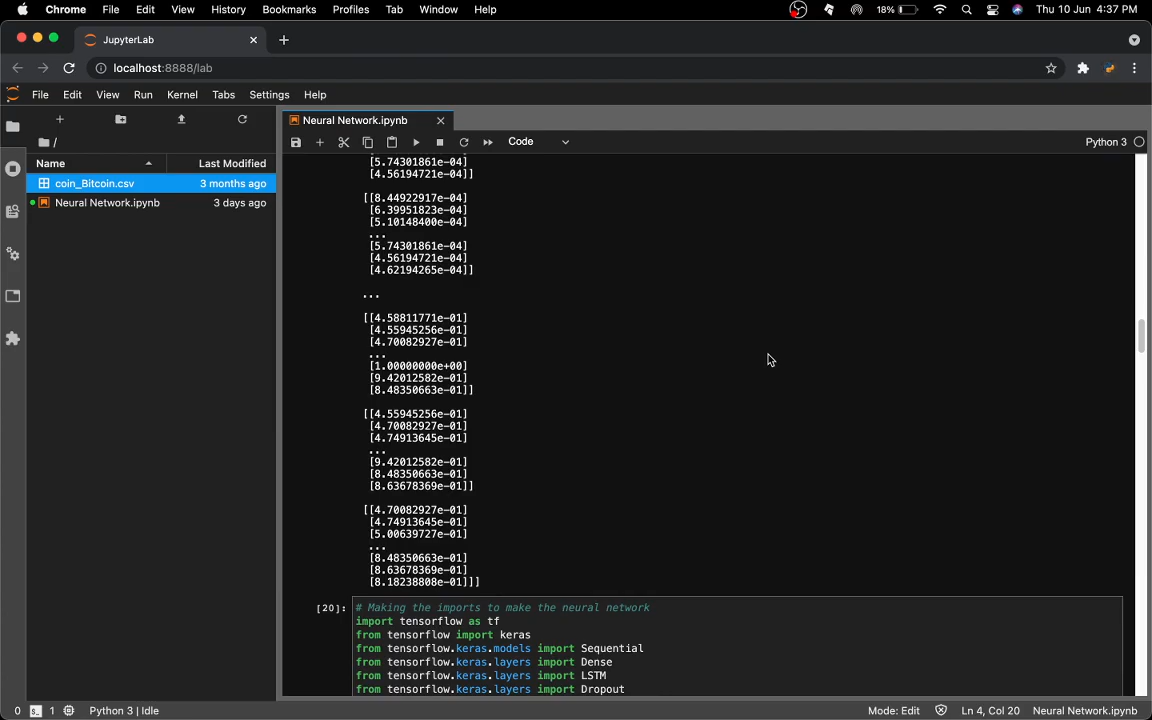 Chrome File Edit View History Bookmarks Profiles Tab Window Help 18% Thu 10 Jun 4:37 PM
JupyterLab
localhost:8888/lab
File Edit View Run Kernel Tabs Settings Help
Neural Network.ipynb
/
Code Python 3
Name Last Modified
coin_Bitcoin.csv 3 months ago
Neural Network.ipynb 3 days ago
[5.74301861e-04]
[4.56194721e-04]]
[[8.44922917e-04]
[6.39951823e-04]
[5.10148400e-04]
...
[5.74301861e-04]
[4.56194721e-04]
[4.62194265e-04]]
...
[[4.58811771e-01]
[4.55945256e-01]
[4.70082927e-01]
...
[1.00000000e+00]
[9.42012582e-01]
[8.48350663e-01]]
[[4.55945256e-01]
[4.70082927e-01]
[4.74913645e-01]
...
[9.42012582e-01]
[8.48350663e-01]
[8.63678369e-01]]
[[4.70082927e-01]
[4.74913645e-01]
[5.00639727e-01]
...
[8.48350663e-01]
[8.63678369e-01]
[8.18238808e-01]]]
[20]: # Making the imports to make the neural network
import tensorflow as tf
from tensorflow import keras
from tensorflow.keras.models import Sequential
from tensorflow.keras.layers import Dense
from tensorflow.keras.layers import LSTM
from tensorflow.keras.layers import Dropout
0 1 Python 3 | Idle Mode: Edit Ln 4, Col 20 Neural Network.ipynb